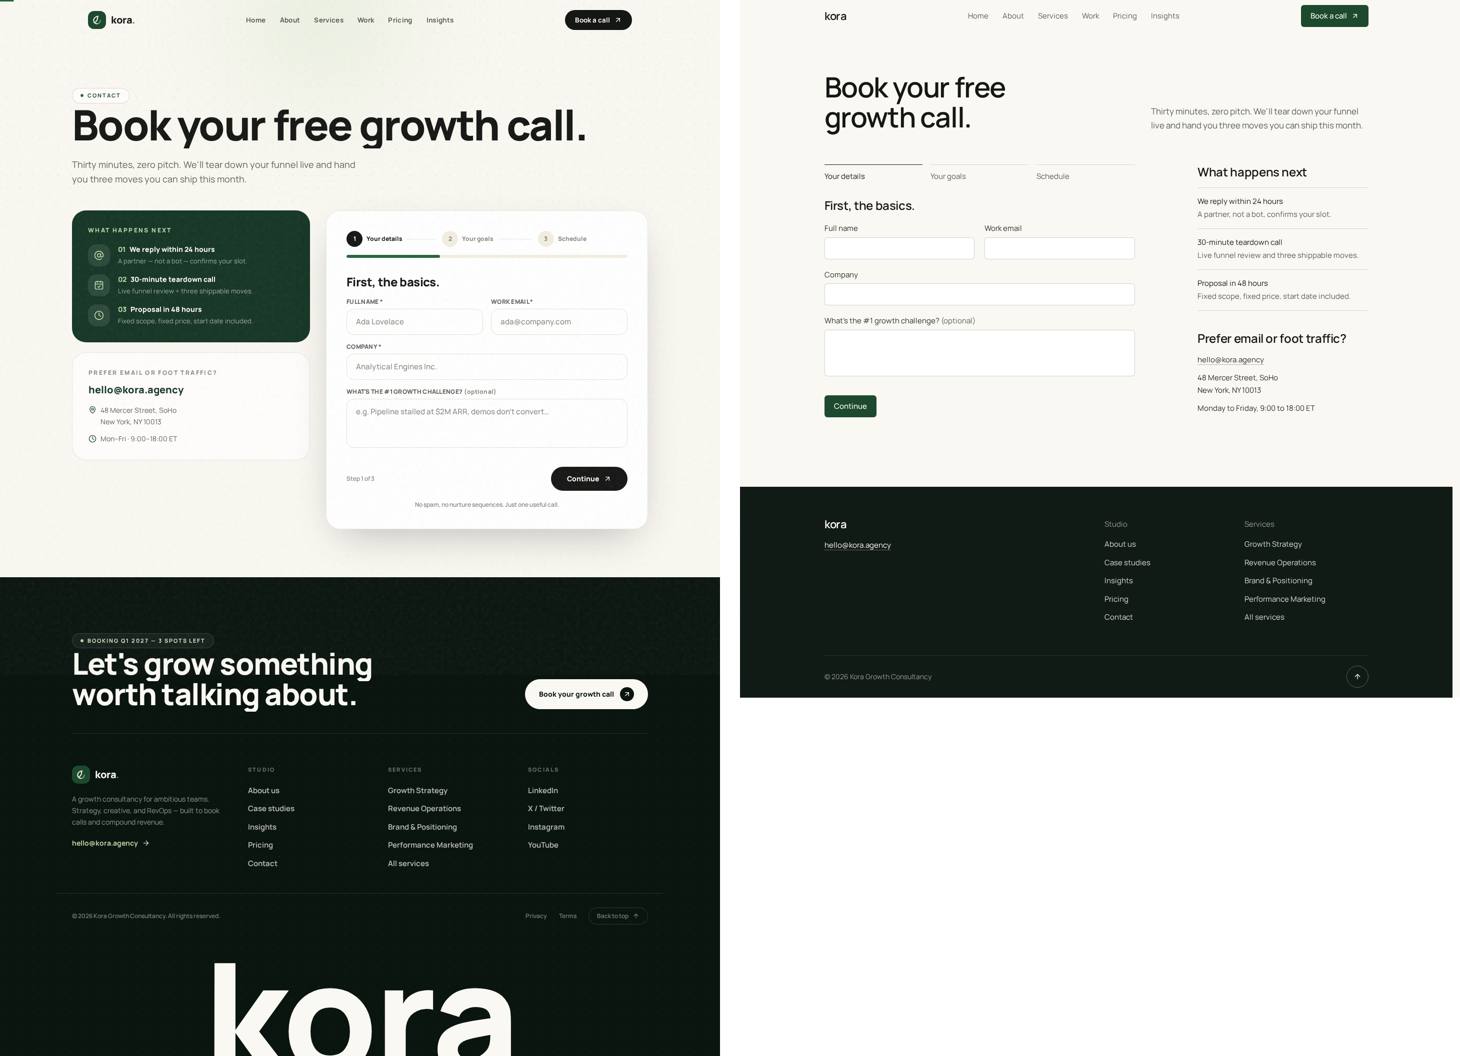 kora.
Home About Services Work Pricing Insights
Book a call
CONTACT
Book your free growth call.
Thirty minutes, zero pitch. We'll tear down your funnel live and hand
you three moves you can ship this month.
WHAT HAPPENS NEXT
01 We reply within 24 hours
A partner — not a bot — confirms your slot.
02 30-minute teardown call
Live funnel review + three shippable moves.
03 Proposal in 48 hours
Fixed scope, fixed price, start date included.
PREFER EMAIL OR FOOT TRAFFIC?
hello@kora.agency
48 Mercer Street, SoHo
New York, NY 10013
Mon–Fri · 9:00–18:00 ET
1 Your details
2 Your goals
3 Schedule
First, the basics.
FULL NAME *
WORK EMAIL *
Ada Lovelace
ada@company.com
COMPANY *
Analytical Engines Inc.
WHAT'S THE #1 GROWTH CHALLENGE? (optional)
e.g. Pipeline stalled at $2M ARR, demos don't convert…
Step 1 of 3
Continue
No spam, no nurture sequences. Just one useful call.
BOOKING Q1 2027 — 3 SPOTS LEFT
Let's grow something
worth talking about.
Book your growth call
kora.
A growth consultancy for ambitious teams.
Strategy, creative, and RevOps — built to book
calls and compound revenue.
hello@kora.agency
STUDIO
About us
Case studies
Insights
Pricing
Contact
SERVICES
Growth Strategy
Revenue Operations
Brand & Positioning
Performance Marketing
All services
SOCIALS
LinkedIn
X / Twitter
Instagram
YouTube
© 2026 Kora Growth Consultancy. All rights reserved.
Privacy
Terms
Back to top
kora
kora
Home About Services Work Pricing Insights
Book a call
Book your free
growth call.
Thirty minutes, zero pitch. We'll tear down your funnel
live and hand you three moves you can ship this month.
Your details
Your goals
Schedule
First, the basics.
Full name
Work email
Company
What's the #1 growth challenge? (optional)
Continue
What happens next
We reply within 24 hours
A partner, not a bot, confirms your slot.
30-minute teardown call
Live funnel review and three shippable moves.
Proposal in 48 hours
Fixed scope, fixed price, start date included.
Prefer email or foot traffic?
hello@kora.agency
48 Mercer Street, SoHo
New York, NY 10013
Monday to Friday, 9:00 to 18:00 ET
kora
hello@kora.agency
Studio
About us
Case studies
Insights
Pricing
Contact
Services
Growth Strategy
Revenue Operations
Brand & Positioning
Performance Marketing
All services
© 2026 Kora Growth Consultancy